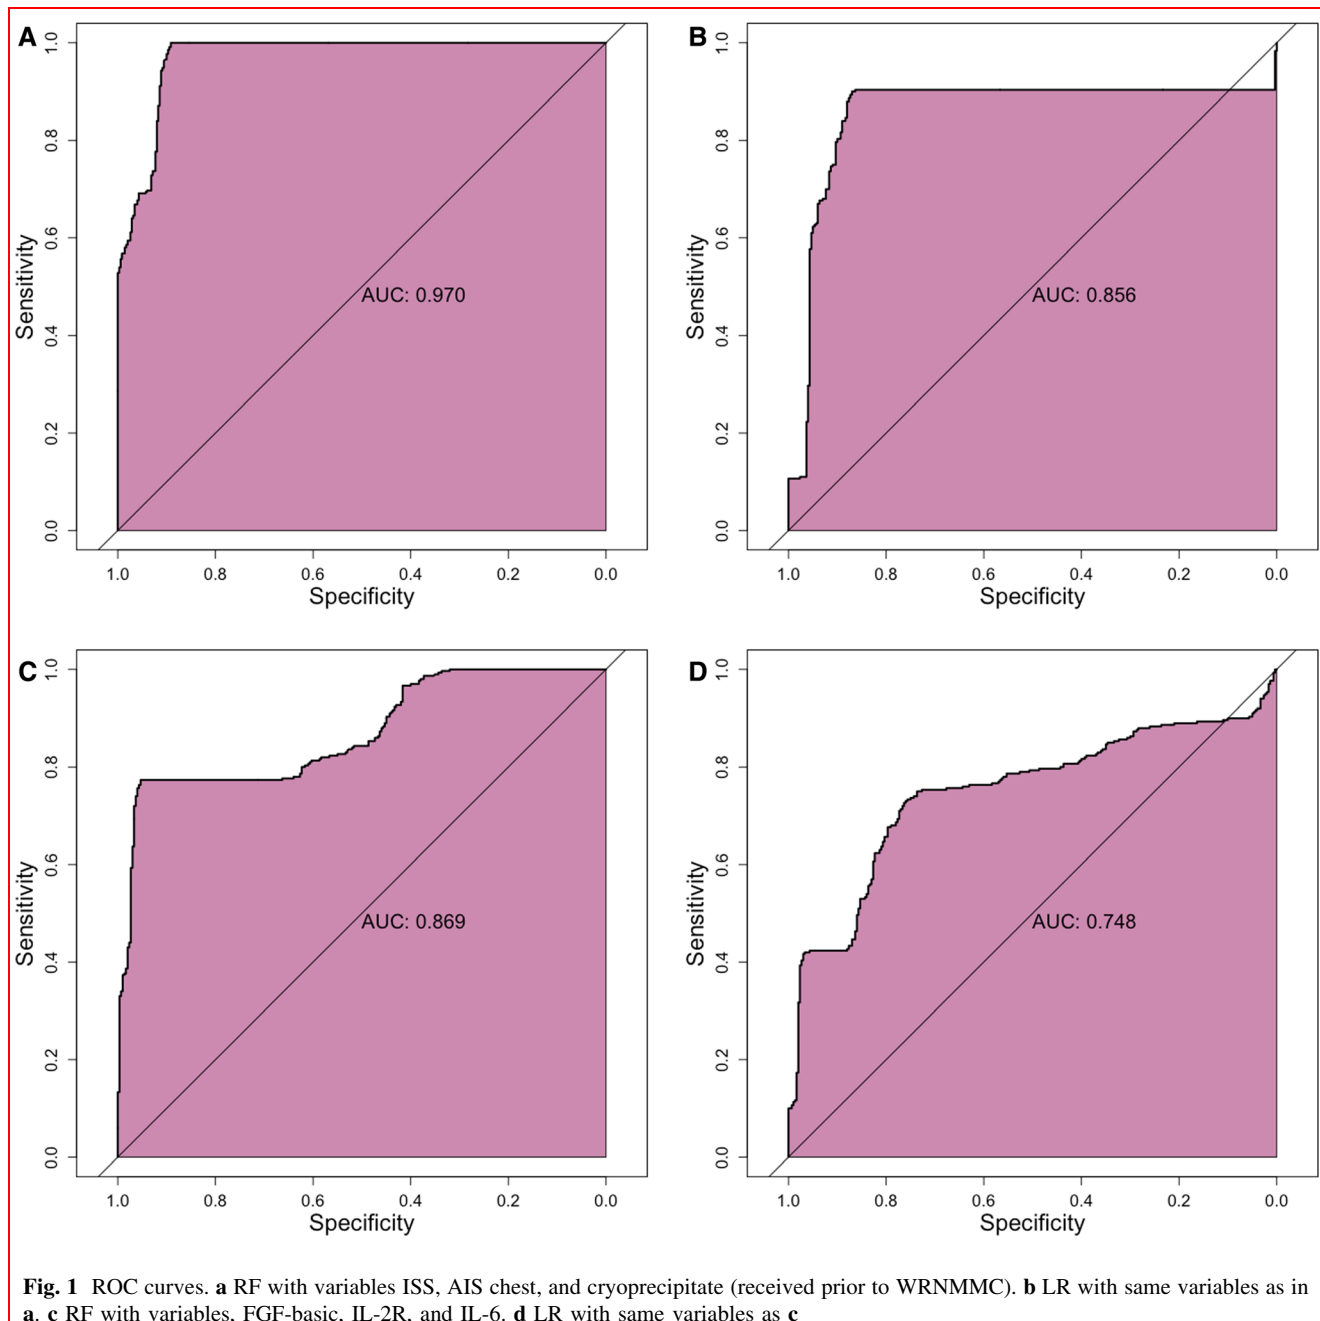 A
B
1.0
0.8
0.6
0.4
0.2
0.0
Sensitivity
AUC: 0.970
1.0 0.8 0.6 0.4 0.2 0.0
Specificity
1.0
0.8
0.6
0.4
0.2
0.0
Sensitivity
AUC: 0.856
1.0 0.8 0.6 0.4 0.2 0.0
Specificity
C
D
1.0
0.8
0.6
0.4
0.2
0.0
Sensitivity
AUC: 0.869
1.0 0.8 0.6 0.4 0.2 0.0
Specificity
1.0
0.8
0.6
0.4
0.2
0.0
Sensitivity
AUC: 0.748
1.0 0.8 0.6 0.4 0.2 0.0
Specificity
Fig. 1 ROC curves. a RF with variables ISS, AIS chest, and cryoprecipitate (received prior to WRNMMC). b LR with same variables as in
a. c RF with variables, FGF-basic, IL-2R, and IL-6. d LR with same variables as c